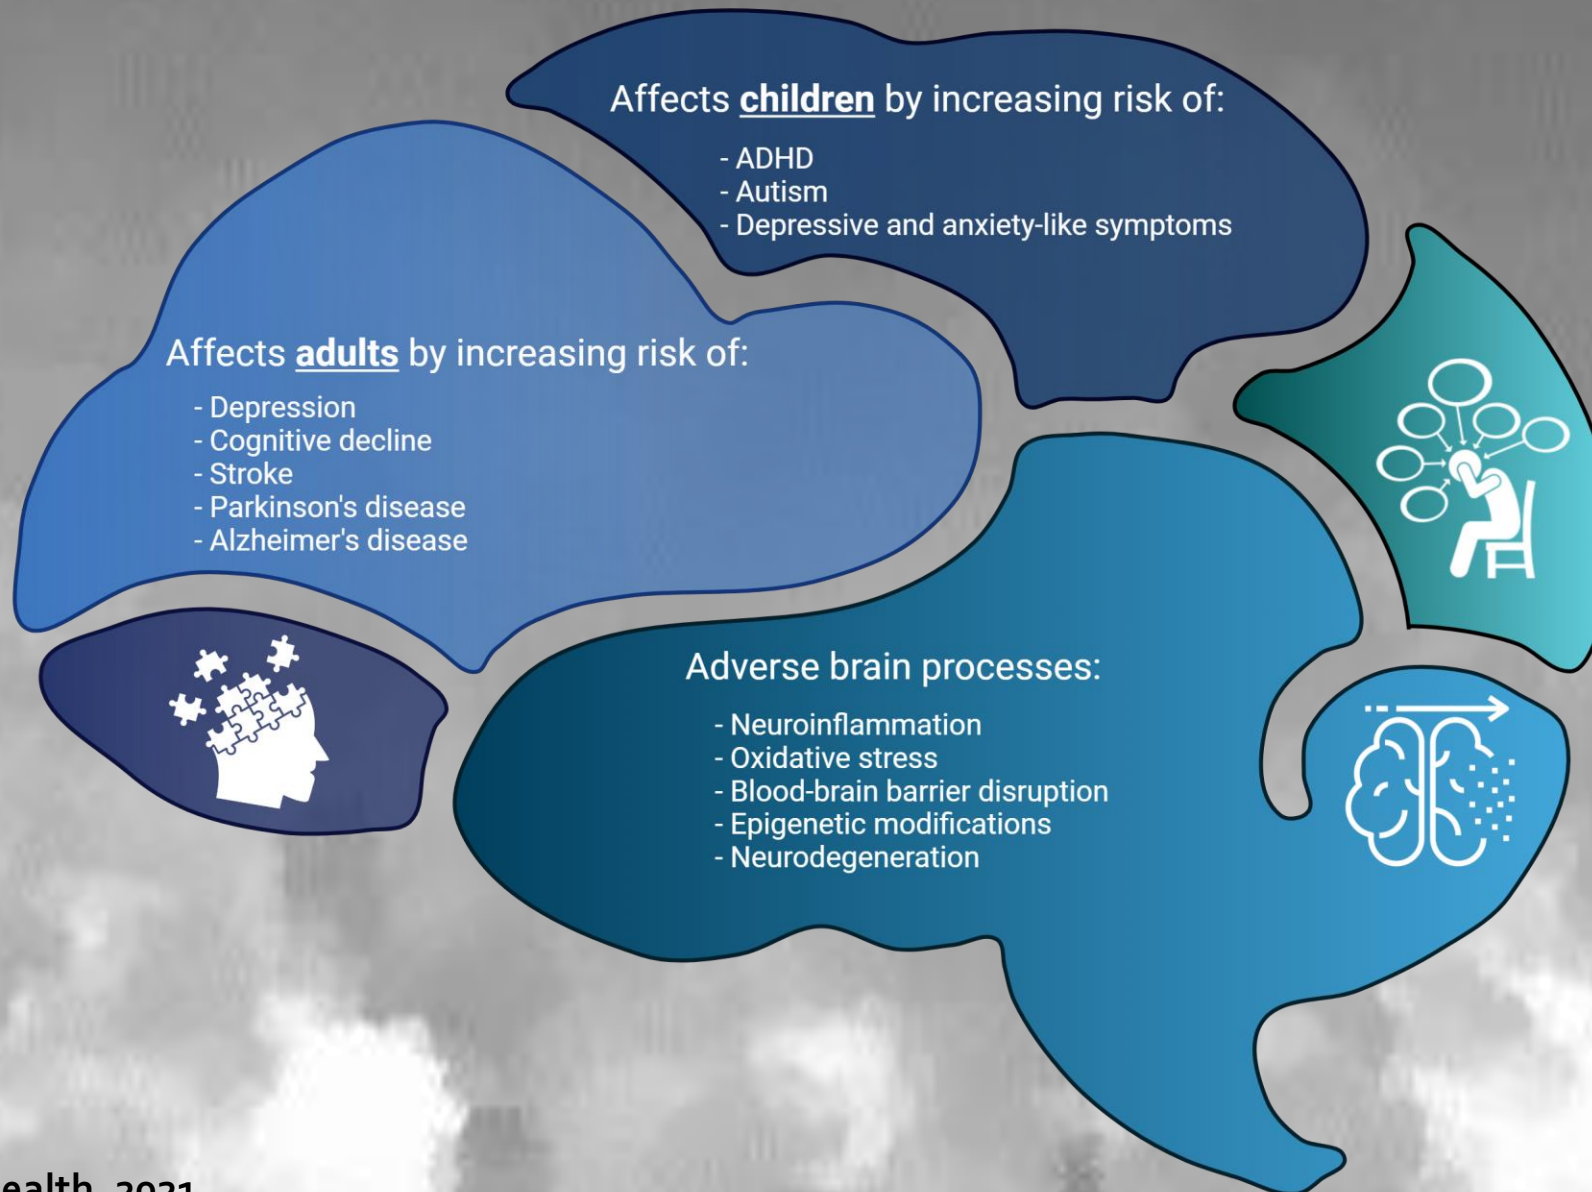 Affects children by increasing risk of:
- ADHD
- Autism
- Depressive and anxiety-like symptoms
Affects adults by increasing risk of:
- Depression
- Cognitive decline
- Stroke
- Parkinson's disease
- Alzheimer's disease
Adverse brain processes:
- Neuroinflammation
- Oxidative stress
- Blood-brain barrier disruption
- Epigenetic modifications
- Neurodegeneration
2021